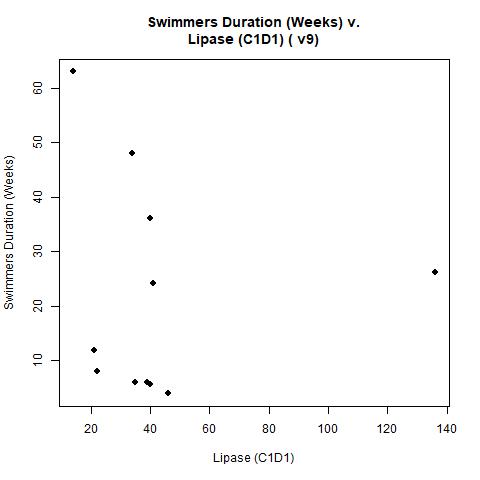 Swimmers Duration (Weeks) v.
Lipase (C1D1) ( v9)
Swimmers Duration (Weeks)
60
50
40
30
20
10
20 40 60 80 100 120 140
Lipase (C1D1)